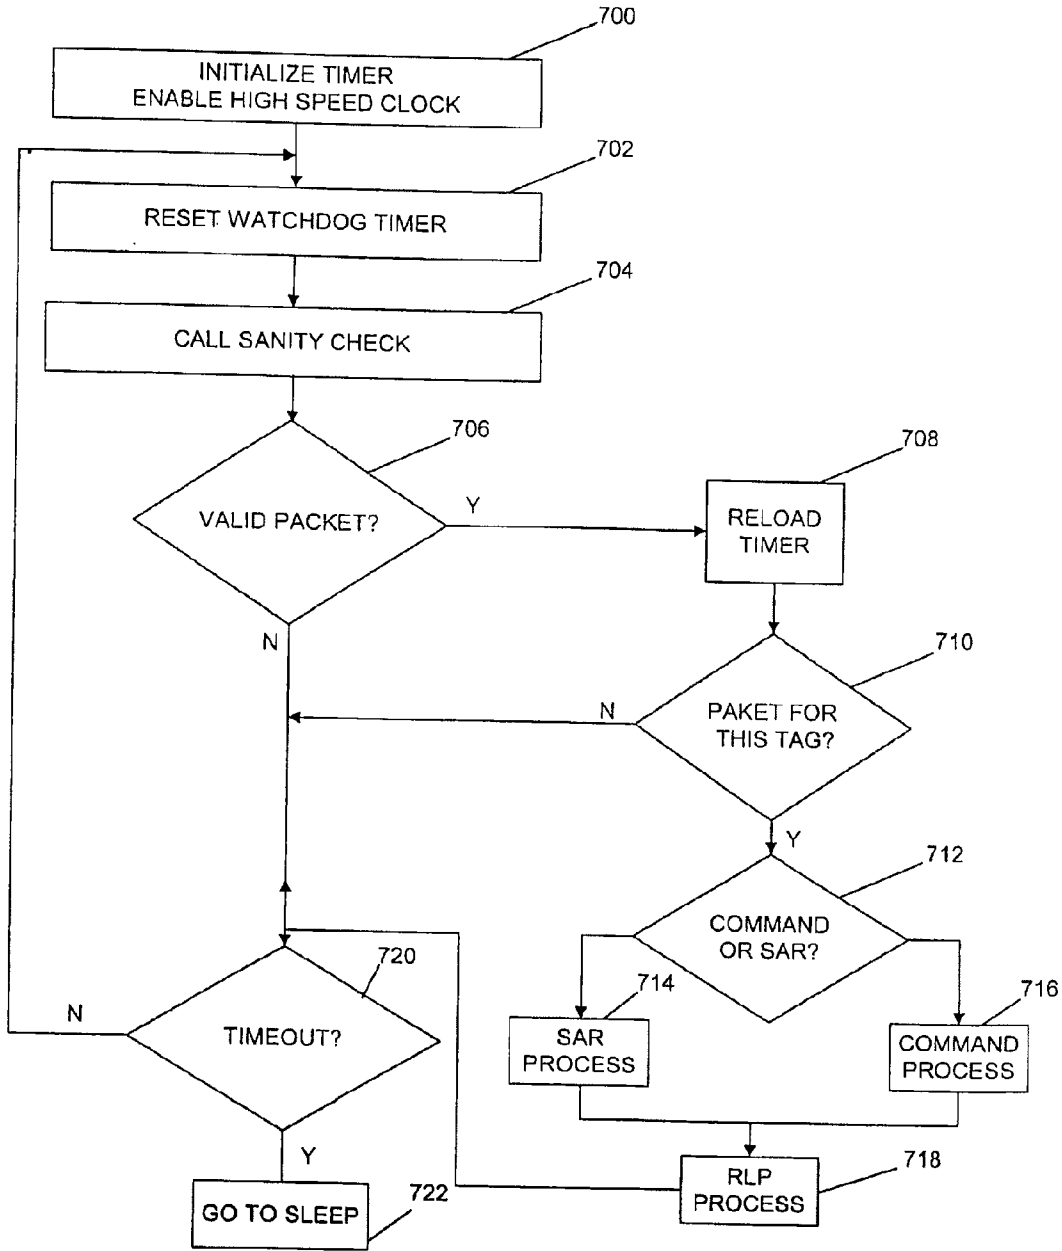 700
INITIALIZE TIMER
ENABLE HIGH SPEED CLOCK
702
RESET WATCHDOG TIMER
704
CALL SANITY CHECK
706
VALID PACKET?
Y
N
708
RELOAD
TIMER
710
PAKET FOR
THIS TAG?
N
Y
712
COMMAND
OR SAR?
714
SAR
PROCESS
716
COMMAND
PROCESS
718
RLP
PROCESS
720
TIMEOUT?
N
Y
722
GO TO SLEEP